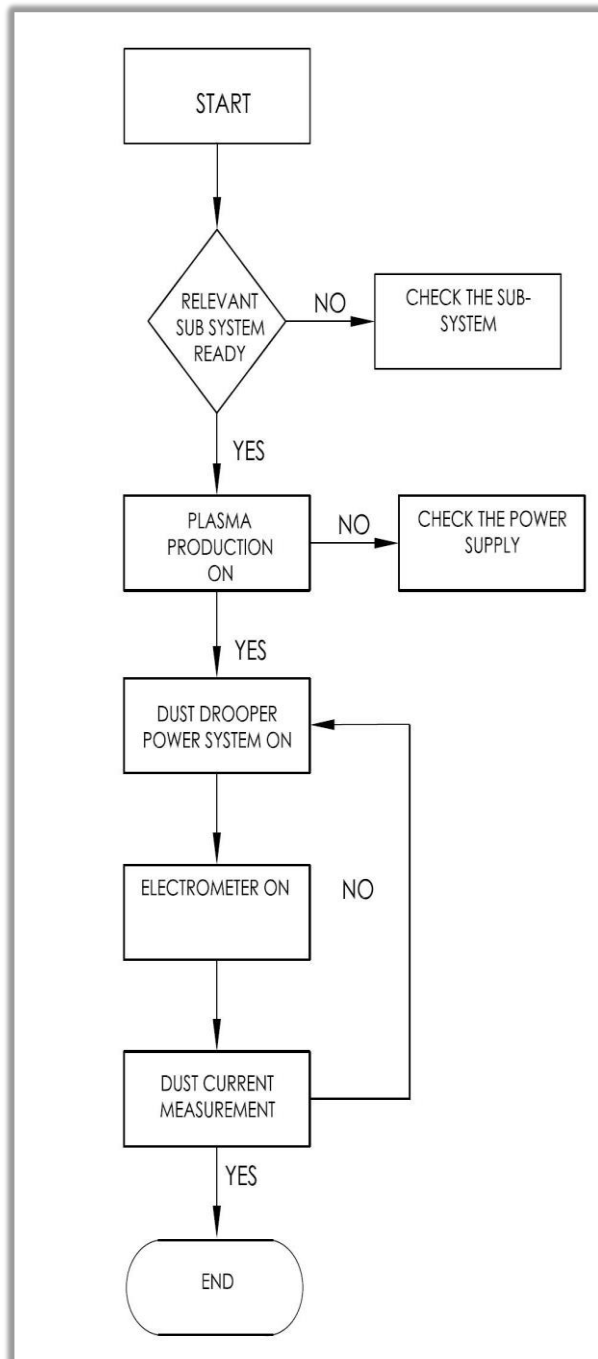 START
RELEVANT
SUB SYSTEM
READY
NO
CHECK THE SUB-
SYSTEM
YES
PLASMA
PRODUCTION
ON
NO
CHECK THE POWER
SUPPLY
YES
DUST DROOPER
POWER SYSTEM ON
ELECTROMETER ON
NO
DUST CURRENT
MEASUREMENT
YES
END